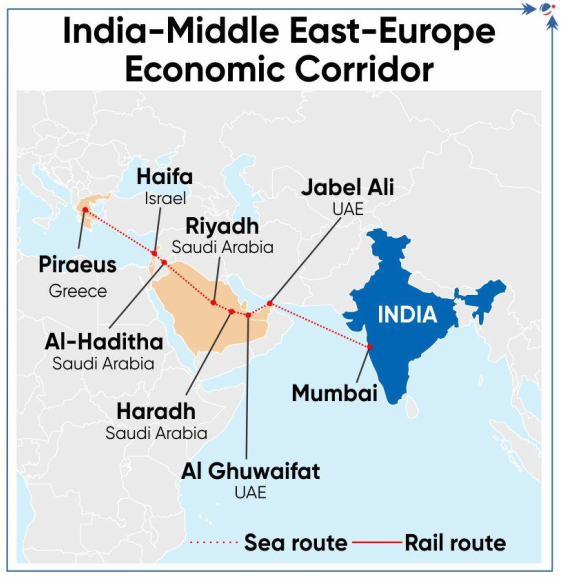 India–Middle East–Europe
Economic Corridor
Haifa
Israel
Jabel Ali
UAE
Riyadh
Saudi Arabia
Piraeus
Greece
INDIA
Al-Haditha
Saudi Arabia
Mumbai
Haradh
Saudi Arabia
Al Ghuwaifat
UAE
Sea route
Rail route